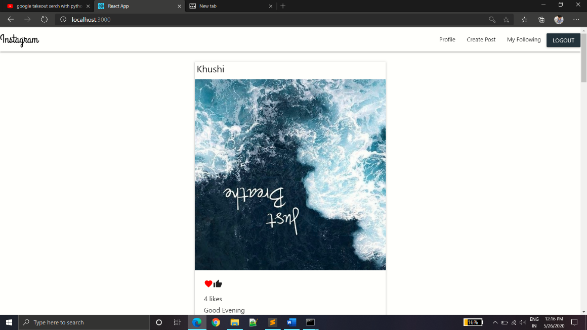 google takeout zerch with pytho
React App
New tab
localhost:3000
Instagram
Profile
Create Post
My Following
LOGOUT
Khushi
Just
Breathe
4 likes
Good Evening
Type here to search
ENG
IN
12:16 PM
5/26/2020